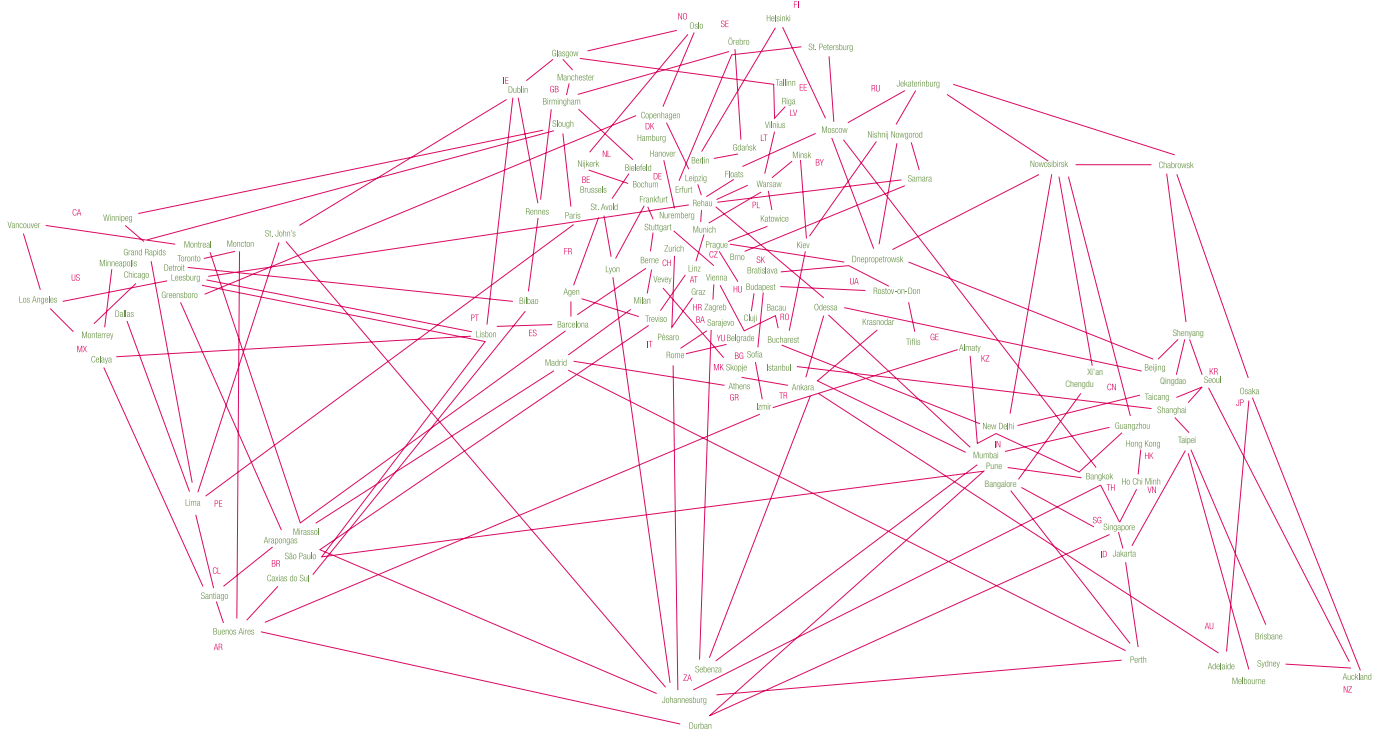 FI
NO
Helsinki
SE
Oslo
Örebro
St. Petersburg
Glasgow
IE
Manchester
Tallinn
EE
RU
Jekaterinburg
Dublin
GB
Birmingham
Riga
LV
Copenhagen
Slough
DK
Vilnius
Moscow
Nishnij Nowgorod
Hamburg
LT
NL
Hanover
Gdańsk
Minsk
BY
Nijkerk
Berlin
Nowosibirsk
Chabrowsk
Bielefeld
BE
DE
Leipzig
Floats
Bochum
Brussels
Erfurt
Warsaw
Samara
Frankfurt
Rehau
PL
CA
Winnipeg
Rennes
Paris
St. Avold
Nuremberg
Katowice
Vancouver
Stuttgart
Munich
St. John's
Montreal
Moncton
Grand Rapids
FR
Zurich
Prague
Kiev
Toronto
CZ
Brno
Minneapolis
Berne
CH
SK
Dnepropetrovsk
Detroit
Lyon
Linz
Bratislava
US
Chicago
Leesburg
Vevey
AT
Vienna
UA
Greensboro
Agen
Graz
HU
Budapest
Rostov-on-Don
Los Angeles
Bilbao
Milan
HR
Zagreb
Bacau
Odessa
Dallas
PT
Treviso
BA
Cluj
RO
Krasnodar
Barcelona
Sarajevo
Monterrey
Lisbon
ES
Pésaro
YU
Belgrade
Bucharest
GE
Tiflis
Shenyang
MX
IT
Rome
BG
Sofia
Almaty
Celaya
KZ
Madrid
MK
Skopje
Istanbul
Beijing
Xi'an
KR
Athens
Ankara
Chengdu
CN
Qingdao
Seoul
GR
TR
Taicang
Osaka
Izmir
Shanghai
JP
New Delhi
Guangzhou
IN
Hong Kong
Taipei
Mumbai
HK
Pune
Bangkok
Bangalore
TH
Ho Chi Minh
VN
Lima
PE
SG
Singapore
Mirassol
Arapongas
São Paulo
ID
Jakarta
BR
CL
Caxias do Sul
Santiago
Buenos Aires
AU
Brisbane
AR
Sebenza
Perth
Adelaide
Sydney
ZA
Auckland
Melbourne
NZ
Johannesburg
Durban